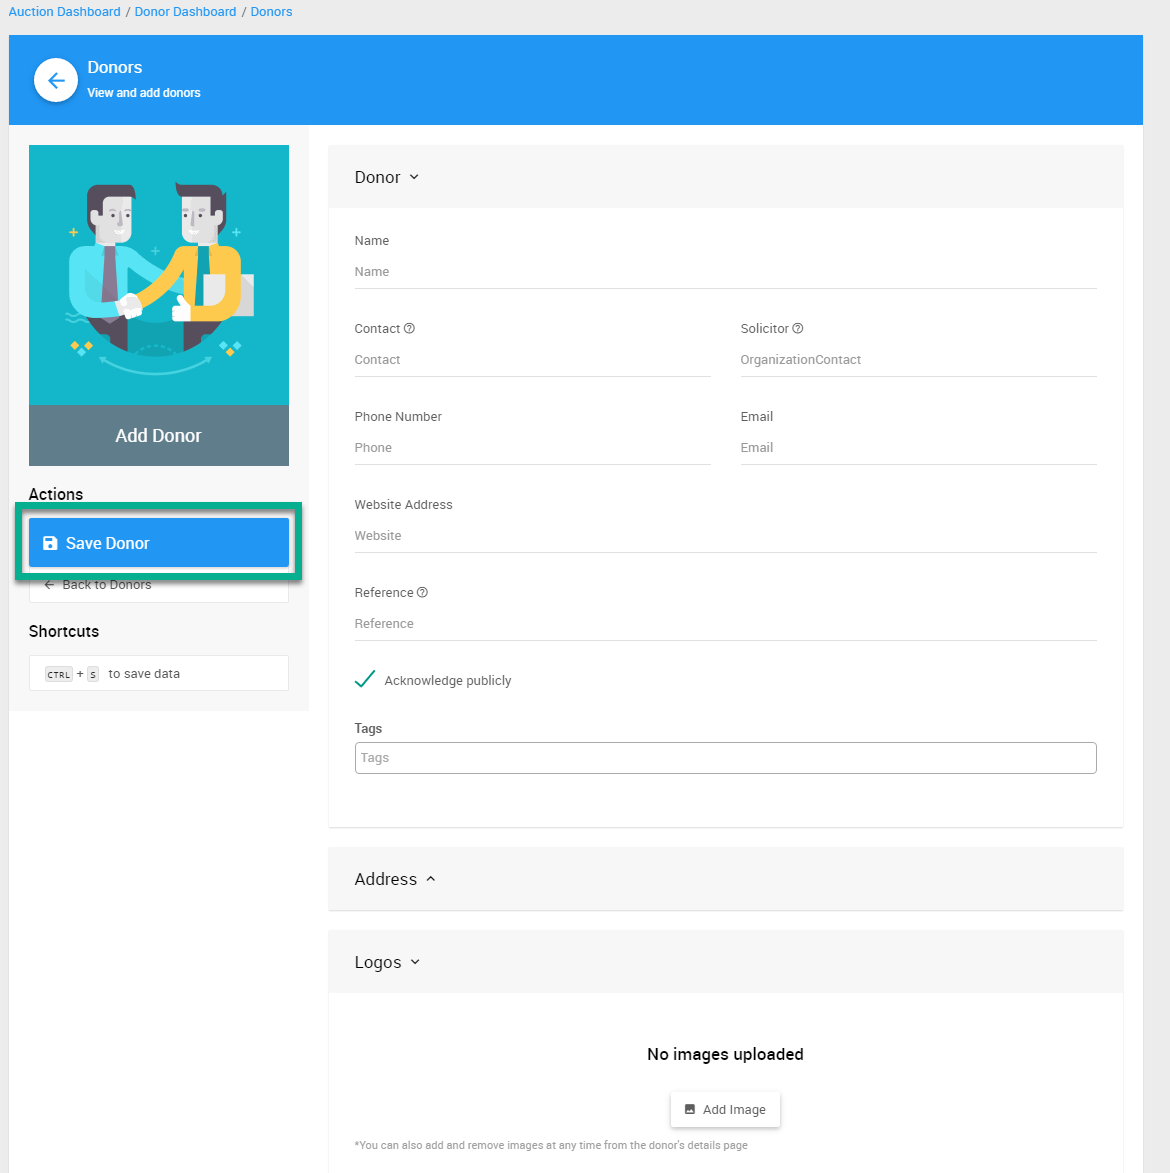 Auction Dashboard / Donor Dashboard / Donors
Donors
View and add donors
Add Donor
Actions
Save Donor
Back to Donors
Shortcuts
CTRL + S to save data
Donor
Name
Name
Contact
Contact
Solicitor
OrganizationContact
Phone Number
Phone
Email
Email
Website Address
Website
Reference
Reference
Acknowledge publicly
Tags
Tags
Address
Logos
No images uploaded
Add Image
*You can also add and remove images at any time from the donor's details page